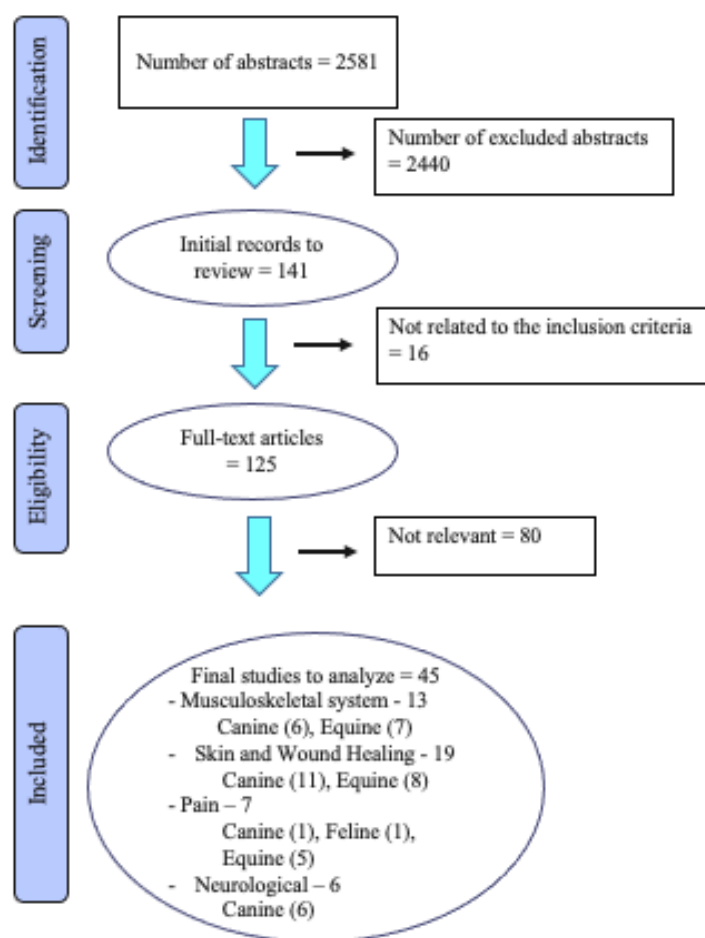 Identification
Number of abstracts = 2581
Number of excluded abstracts
= 2440
Screening
Initial records to
review = 141
Not related to the inclusion criteria
= 16
Eligibility
Full-text articles
= 125
Not relevant = 80
Included
Final studies to analyze = 45
- Musculoskeletal system - 13
Canine (6), Equine (7)
- Skin and Wound Healing - 19
Canine (11), Equine (8)
- Pain – 7
Canine (1), Feline (1),
Equine (5)
- Neurological – 6
Canine (6)